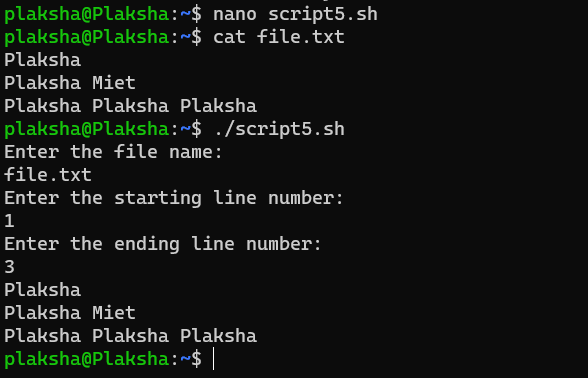 plaksha@Plaksha:~$ nano script5.sh
plaksha@Plaksha:~$ cat file.txt
Plaksha
Plaksha Miet
Plaksha Plaksha Plaksha
plaksha@Plaksha:~$ ./script5.sh
Enter the file name:
file.txt
Enter the starting line number:
1
Enter the ending line number:
3
Plaksha
Plaksha Miet
Plaksha Plaksha Plaksha
plaksha@Plaksha:~$